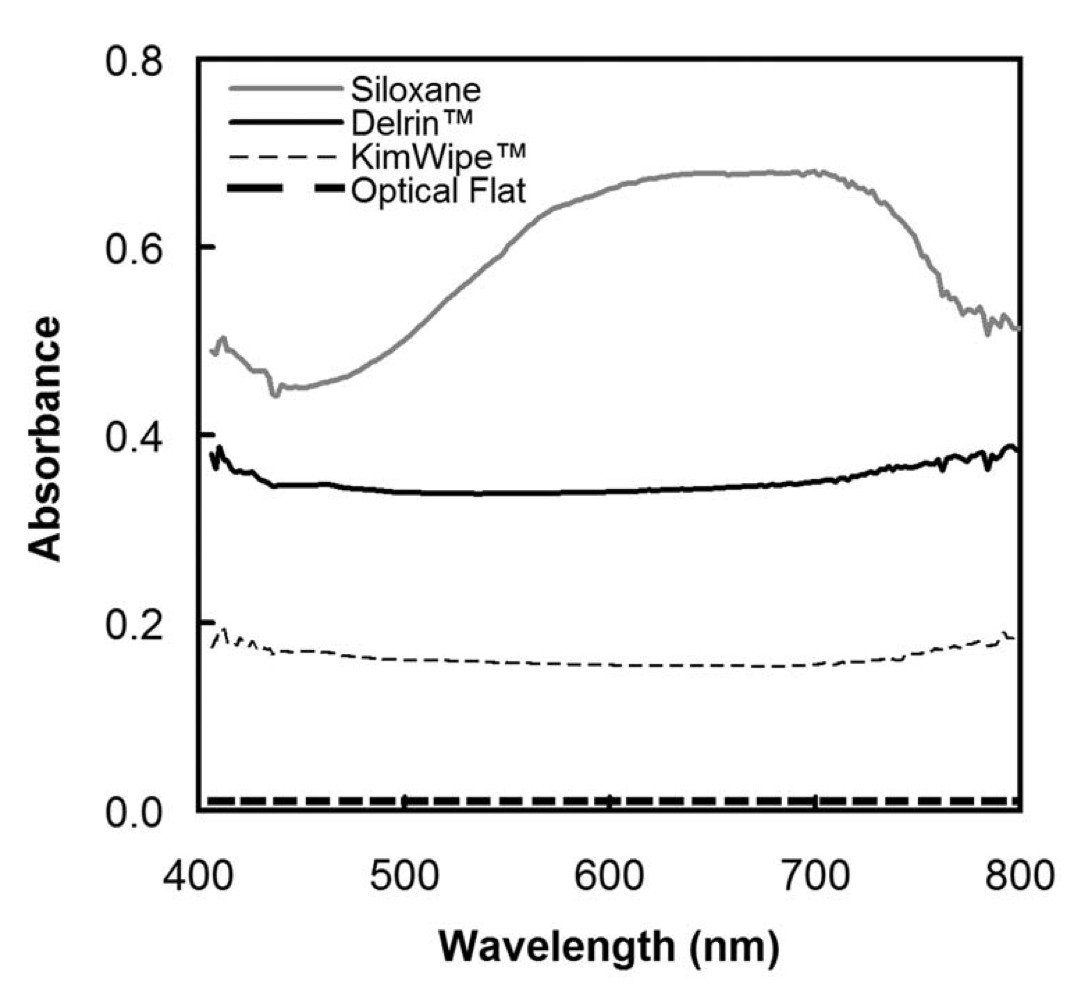 0.8
Siloxane
Delrin™
KimWipe™
Optical Flat
0.6
0.4
0.2
0.0
Absorbance
400 500 600 700 800
Wavelength (nm)